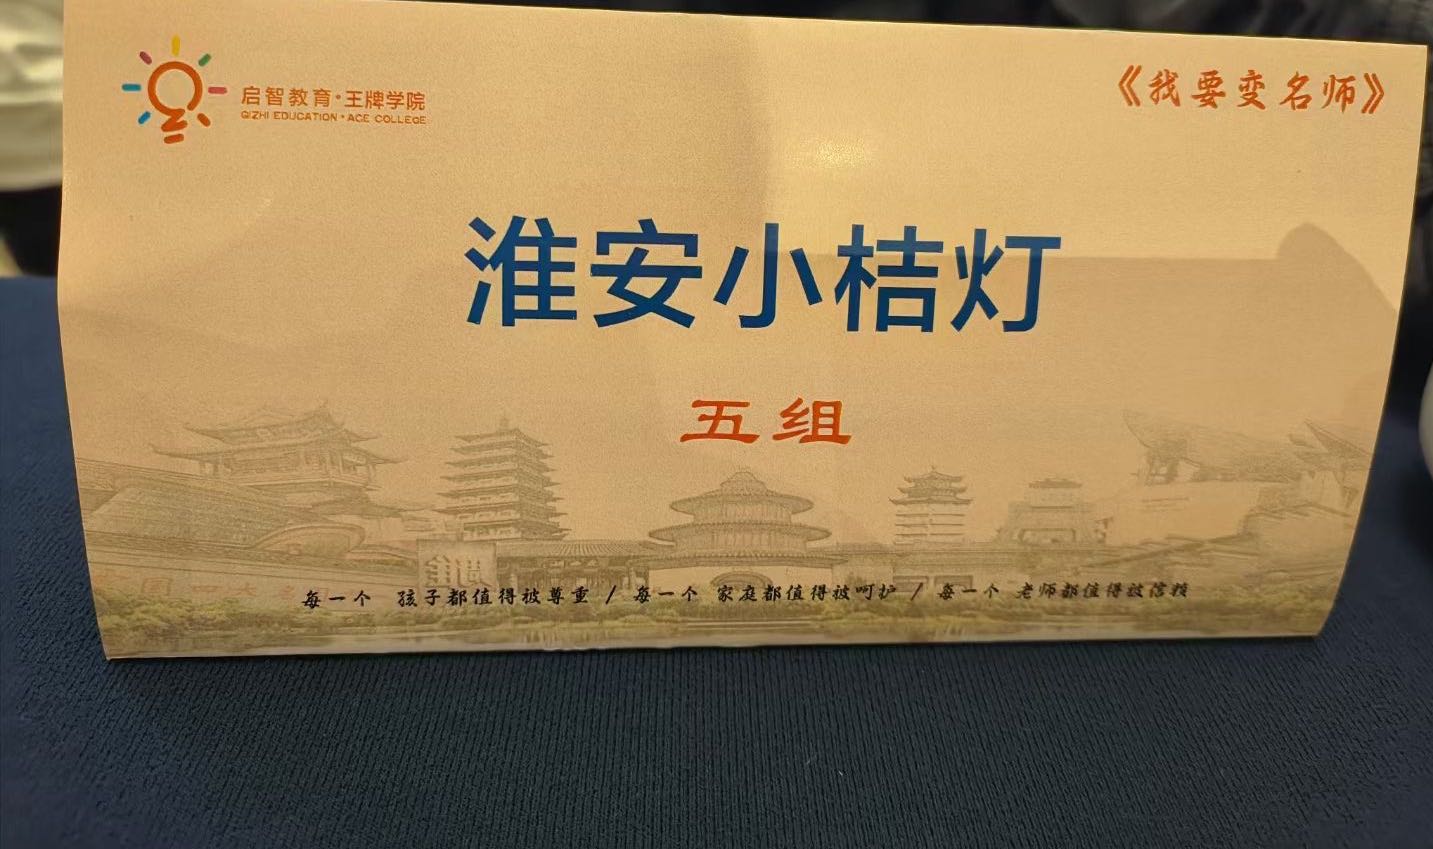 启智教育·王牌学院
QIZHI EDUCATION·ACE COLLEGE
《我要变名师》
淮安小桔灯
五组
每一个 孩子都值得被尊重 / 每一个 家庭都值得被呵护 / 每一个 老师都值得被信赖